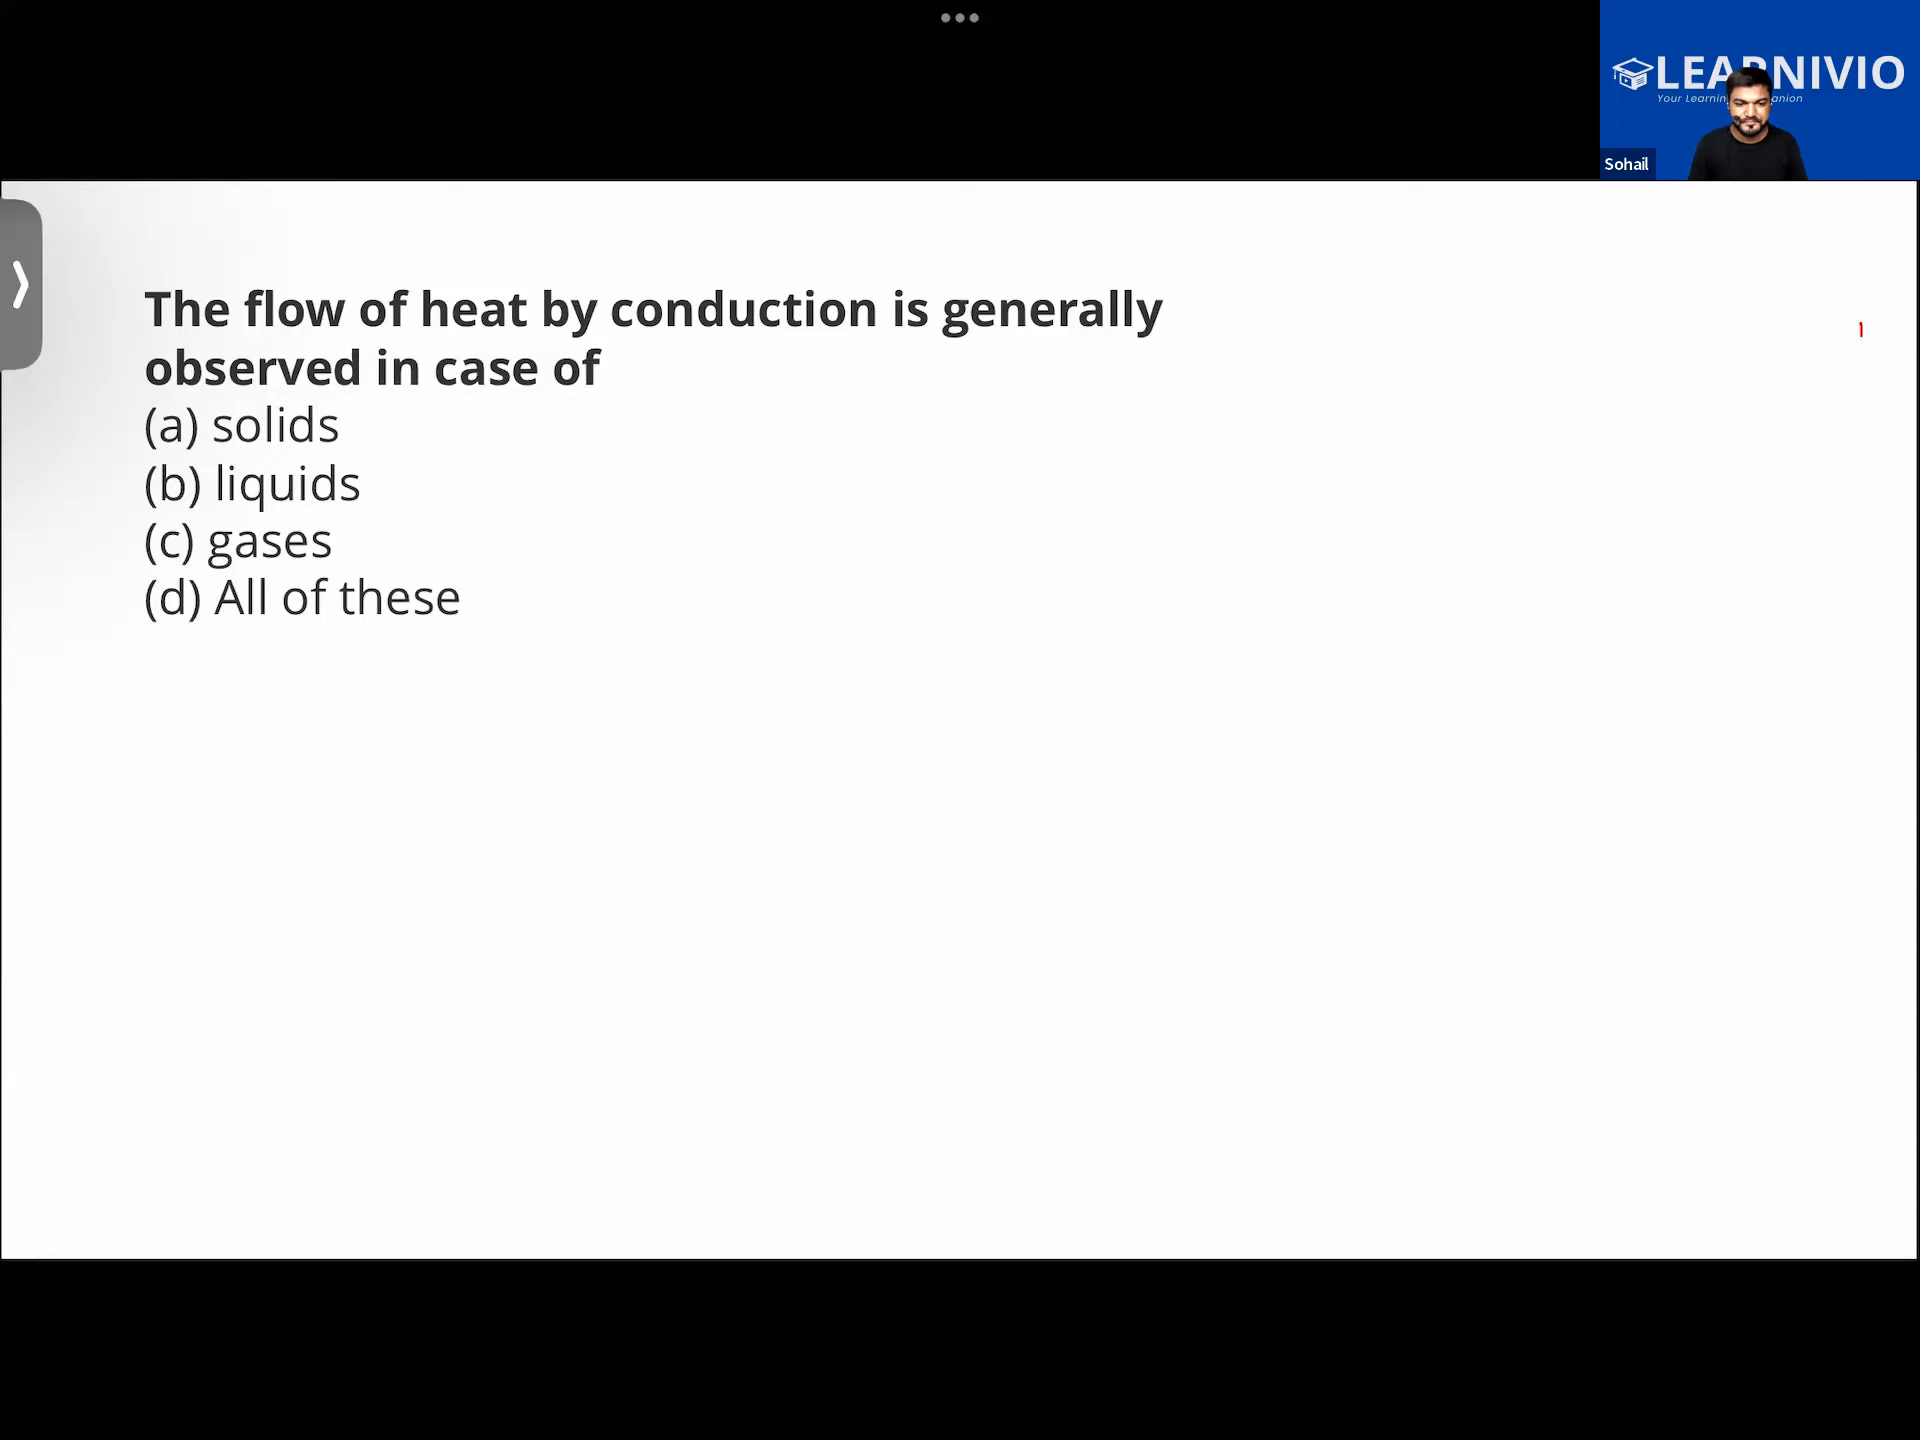 LEARNIVIO
Sohail
The flow of heat by conduction is generally
observed in case of
(a) solids
(b) liquids
(c) gases
(d) All of these